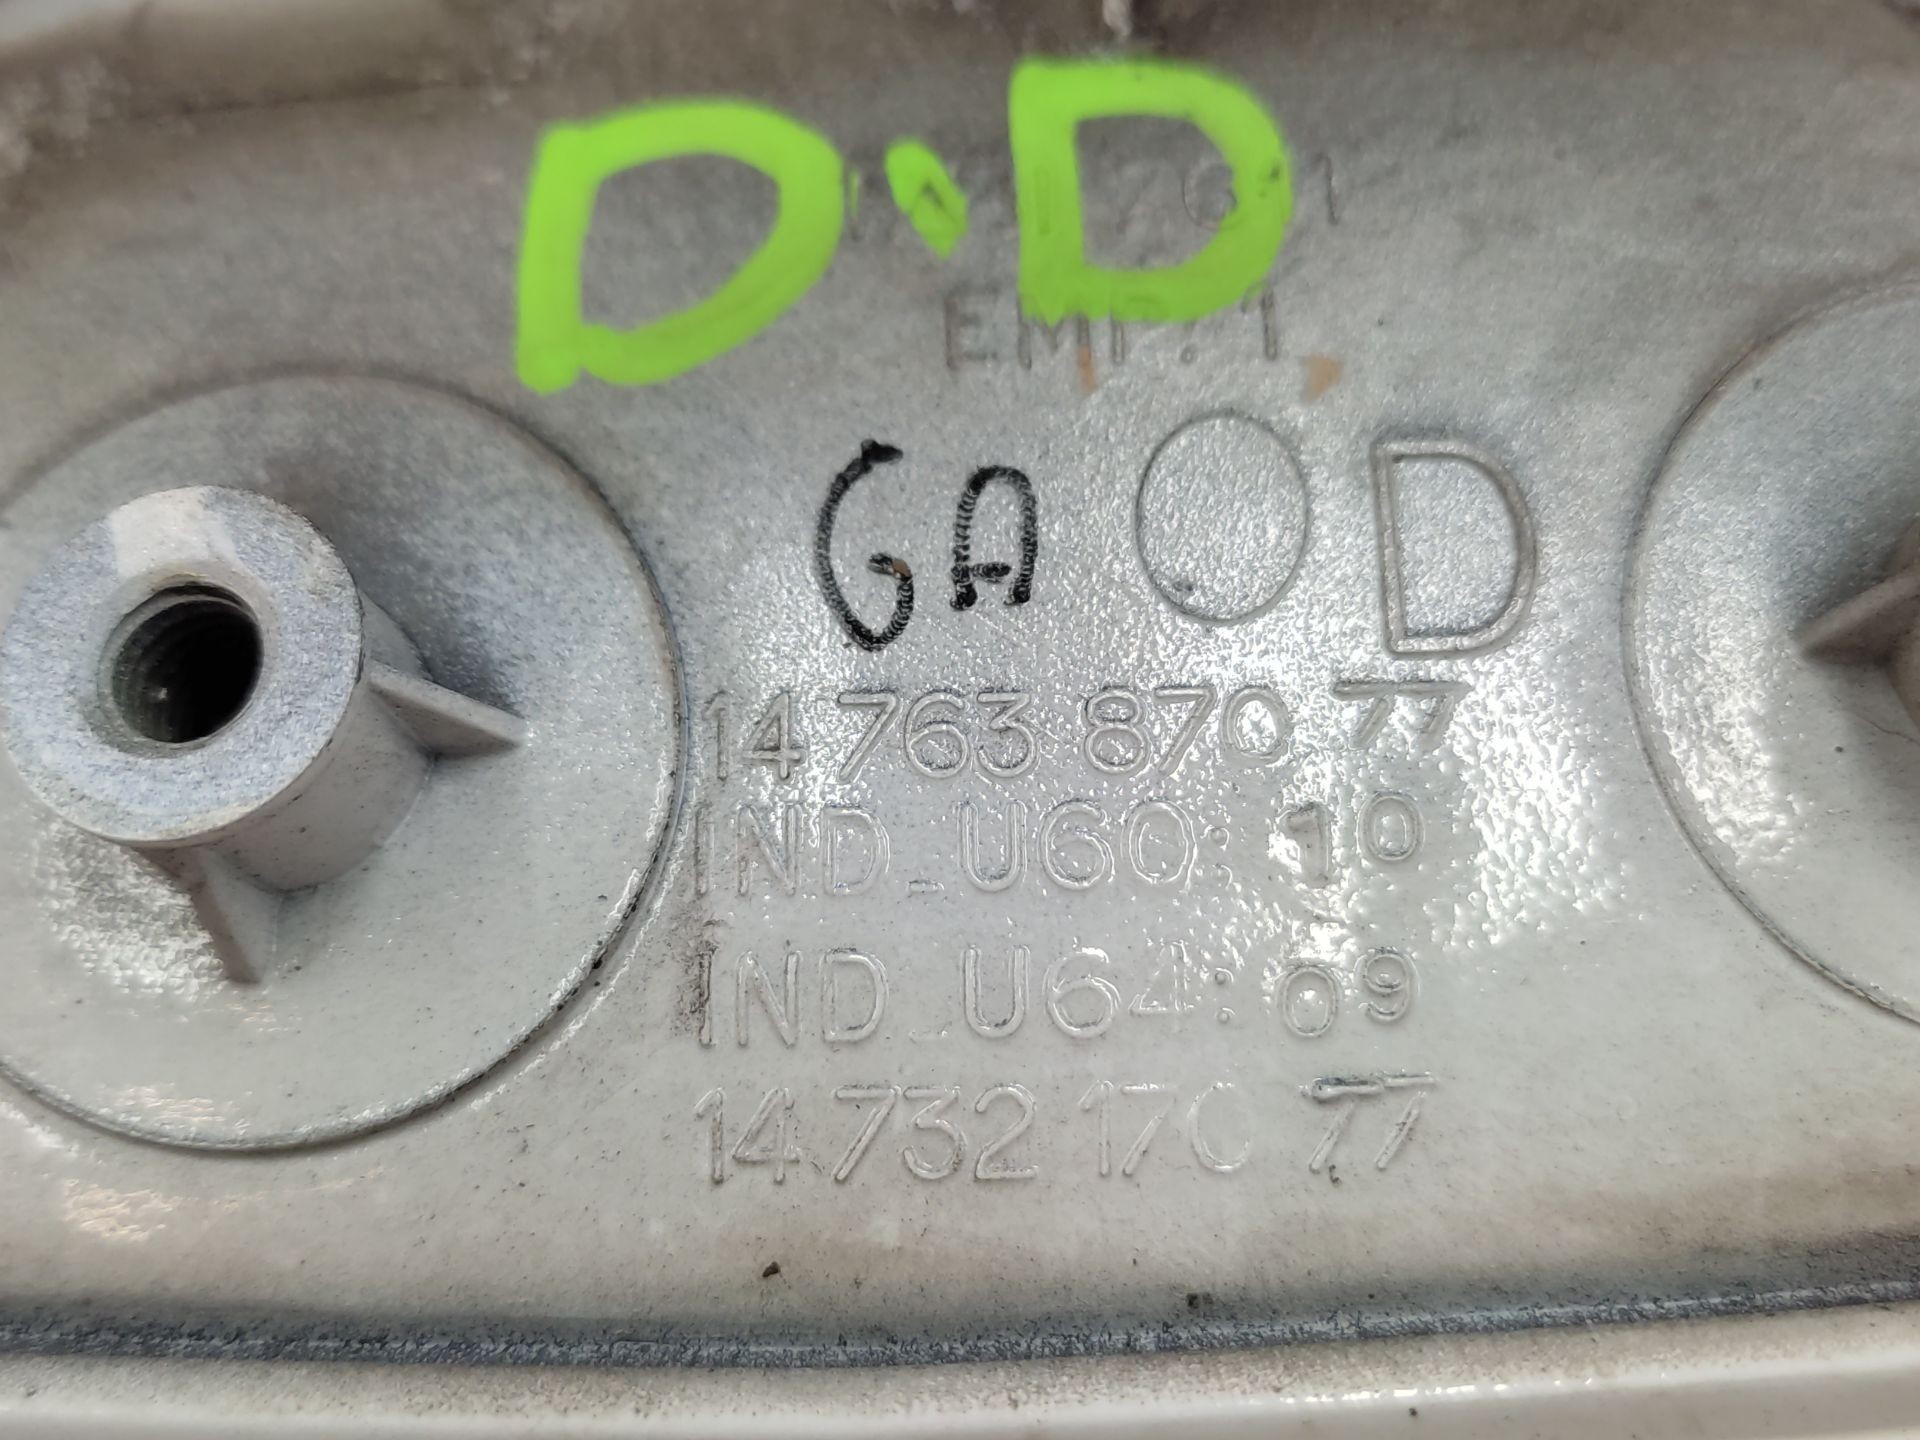 D.D
EMP.1
GA D
14 763 870 77
IND_U60: 10
IND_U64: 09
14 732 170 77